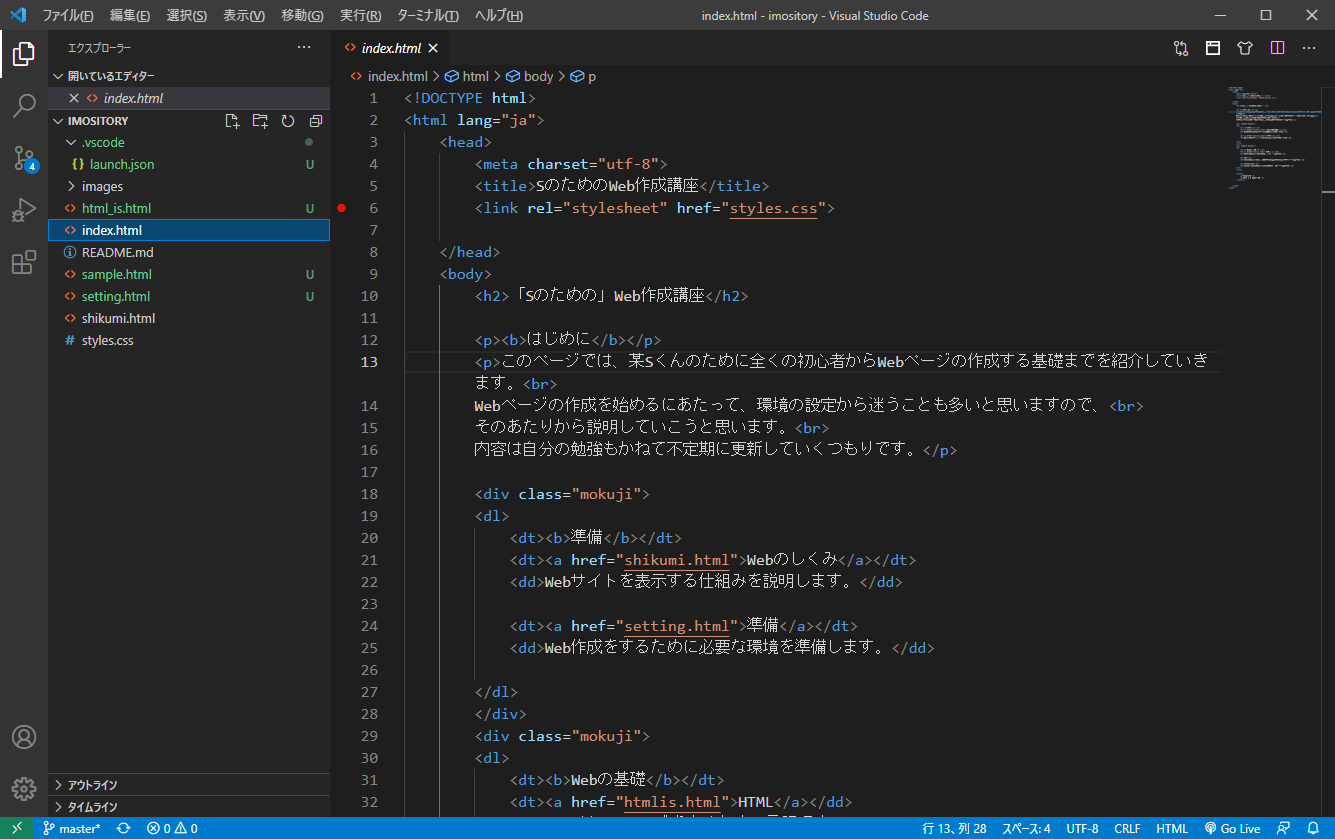 ファイル(F) 編集(E) 選択(S) 表示(V) 移動(G) 実行(R) ターミナル(T) ヘルプ(H) index.html - imository - Visual Studio Code
エクスプローラー
開いているエディター
index.html
IMOSITORY
.vscode
{} launch.json U
images
html_is.html U
index.html
README.md
sample.html U
setting.html U
shikumi.html
# styles.css
アウトライン
タイムライン
4
index.html
index.html > html > body > p
1 <!DOCTYPE html>
2 <html lang="ja">
3 <head>
4 <meta charset="utf-8">
5 <title>SのためのWeb作成講座</title>
6 <link rel="stylesheet" href="styles.css">
7
8 </head>
9 <body>
10 <h2>「Sのための」Web作成講座</h2>
11
12 <p><b>はじめに</b></p>
13 <p>このページでは、某Sくんのために全くの初心者からWebページの作成する基礎までを紹介していき
ます。<br>
14 Webページの作成を始めるにあたって、環境の設定から迷うことも多いと思いますので、<br>
15 そのあたりから説明していこうと思います。<br>
16 内容は自分の勉強もかねて不定期に更新していくつもりです。</p>
17
18 <div class="mokuji">
19 <dl>
20 <dt><b>準備</b></dt>
21 <dt><a href="shikumi.html">Webのしくみ</a></dt>
22 <dd>Webサイトを表示する仕組みを説明します。</dd>
23
24 <dt><a href="setting.html">準備</a></dt>
25 <dd>Web作成をするために必要な環境を準備します。</dd>
26
27 </dl>
28 </div>
29 <div class="mokuji">
30 <dl>
31 <dt><b>Webの基礎</b></dt>
32 <dt><a href="htmlis.html">HTML</a></dd>
master* 0 0 行 13、列 28 スペース: 4 UTF-8 CRLF HTML Go Live